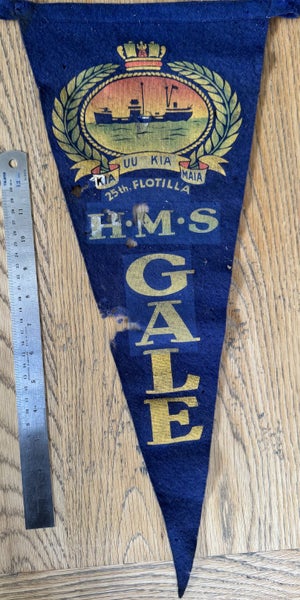 KIA UU KIA MAIA
25th. FLOTILLA
H·M·S
GALE